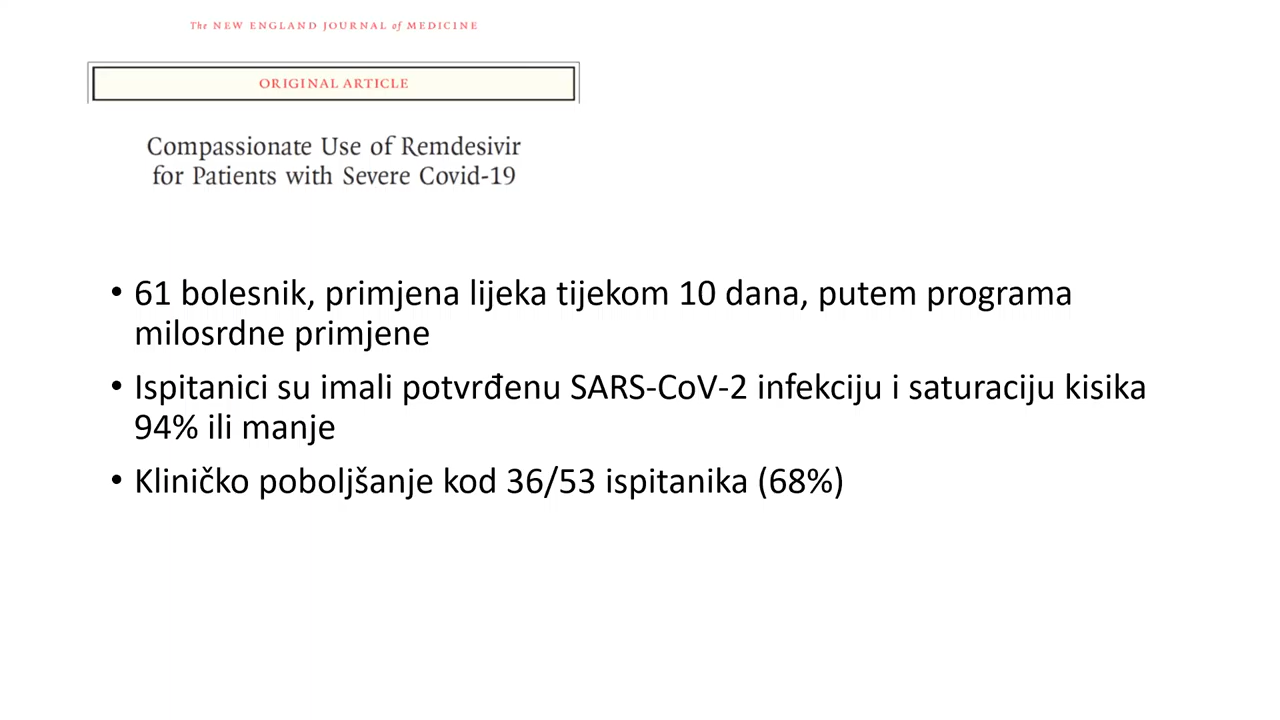 The NEW ENGLAND JOURNAL of MEDICINE
ORIGINAL ARTICLE
Compassionate Use of Remdesivir
for Patients with Severe Covid-19
• 61 bolesnik, primjena lijeka tijekom 10 dana, putem programa
milosrdne primjene
• Ispitanici su imali potvrđenu SARS-CoV-2 infekciju i saturaciju kisika
94% ili manje
• Kliničko poboljšanje kod 36/53 ispitanika (68%)